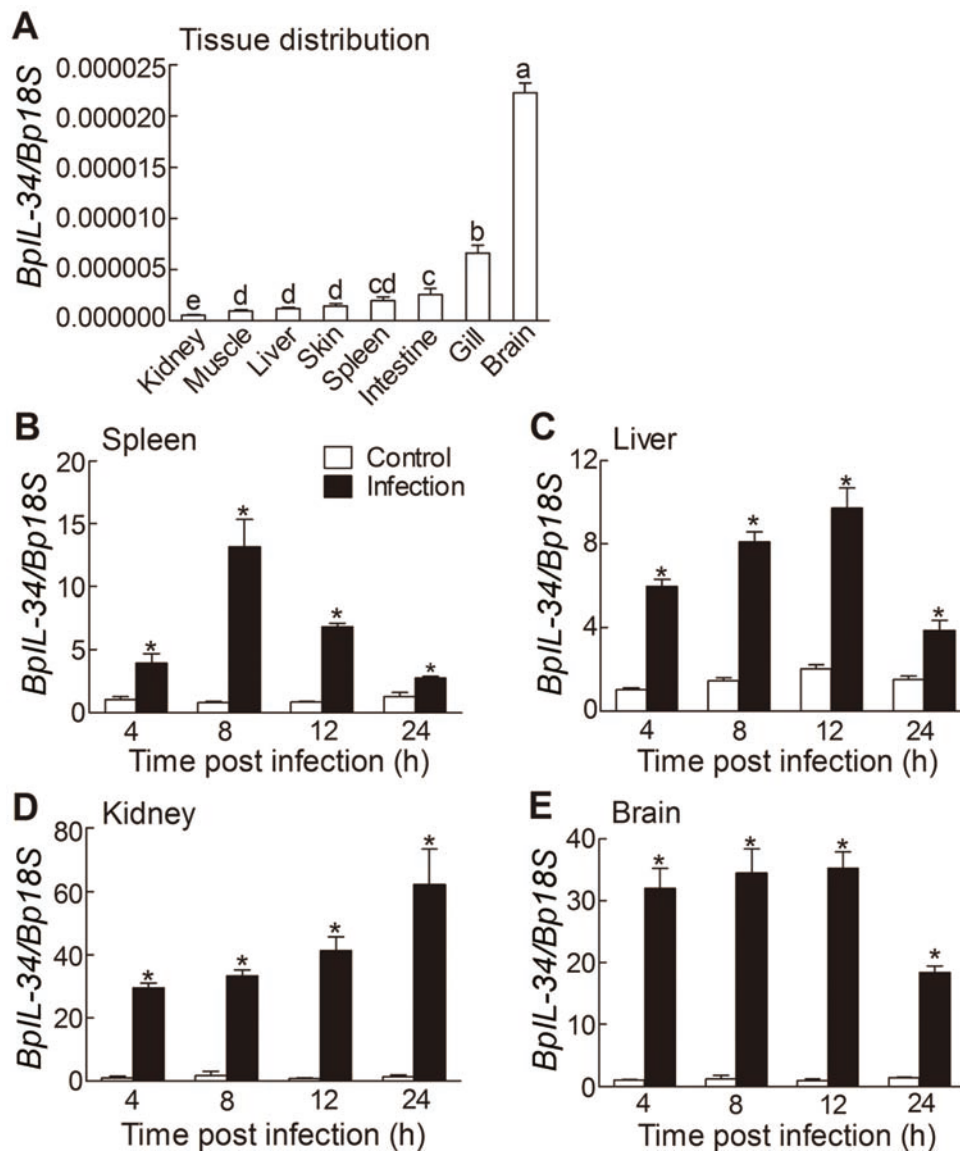 A
Tissue distribution
BpIL-34/Bp18S
0.000025
0.000020
0.000015
0.000010
0.000005
0.000000
e d d d cd c b a
Kidney Muscle Liver Skin Spleen Intestine Gill Brain
B Spleen
BpIL-34/Bp18S
20
15
10
5
0
Control
Infection
* * * *
4 8 12 24
Time post infection (h)
C Liver
BpIL-34/Bp18S
12
8
4
0
* * * *
4 8 12 24
Time post infection (h)
D Kidney
BpIL-34/Bp18S
80
60
40
20
0
* * * *
4 8 12 24
Time post infection (h)
E Brain
BpIL-34/Bp18S
40
30
20
10
0
* * * *
4 8 12 24
Time post infection (h)